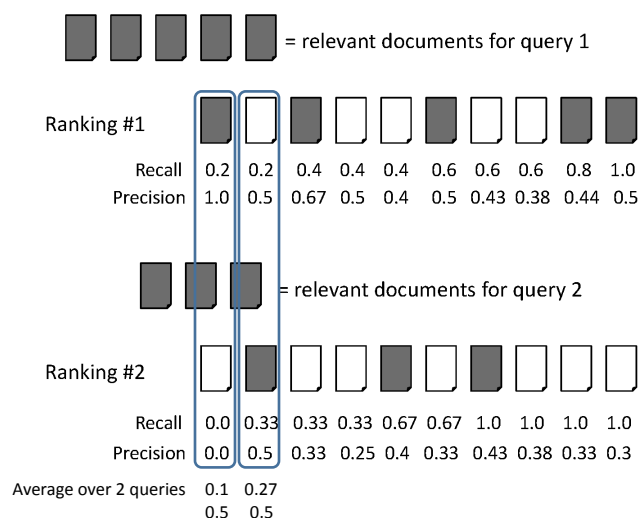 = relevant documents for query 1
Ranking #1
Recall 0.2 0.2 0.4 0.4 0.4 0.6 0.6 0.6 0.8 1.0
Precision 1.0 0.5 0.67 0.5 0.4 0.5 0.43 0.38 0.44 0.5
= relevant documents for query 2
Ranking #2
Recall 0.0 0.33 0.33 0.33 0.67 0.67 1.0 1.0 1.0 1.0
Precision 0.0 0.5 0.33 0.25 0.4 0.33 0.43 0.38 0.33 0.3
Average over 2 queries 0.1 0.27
0.5 0.5